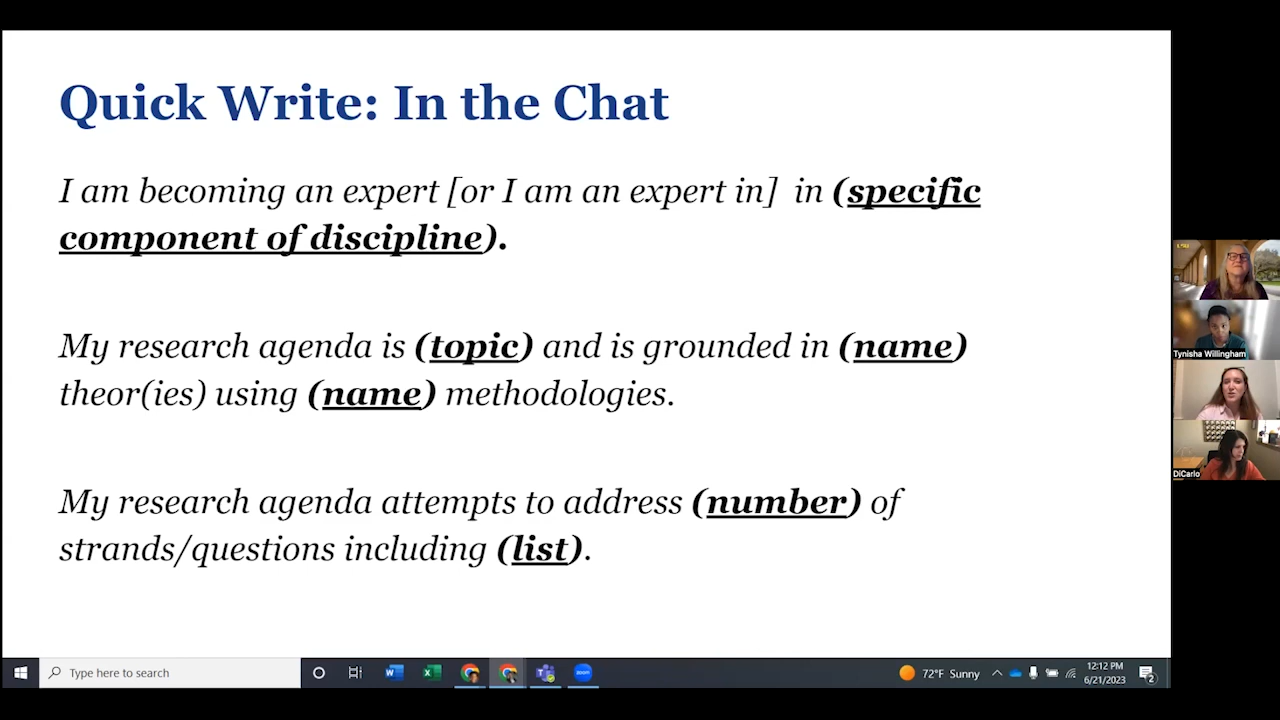 Quick Write: In the Chat
I am becoming an expert [or I am an expert in] in (specific
component of discipline).
My research agenda is (topic) and is grounded in (name)
theor(ies) using (name) methodologies.
My research agenda attempts to address (number) of
strands/questions including (list).
Tynisha Willingham
DiCarlo
Type here to search
72°F Sunny
12:12 PM
6/21/2023
2